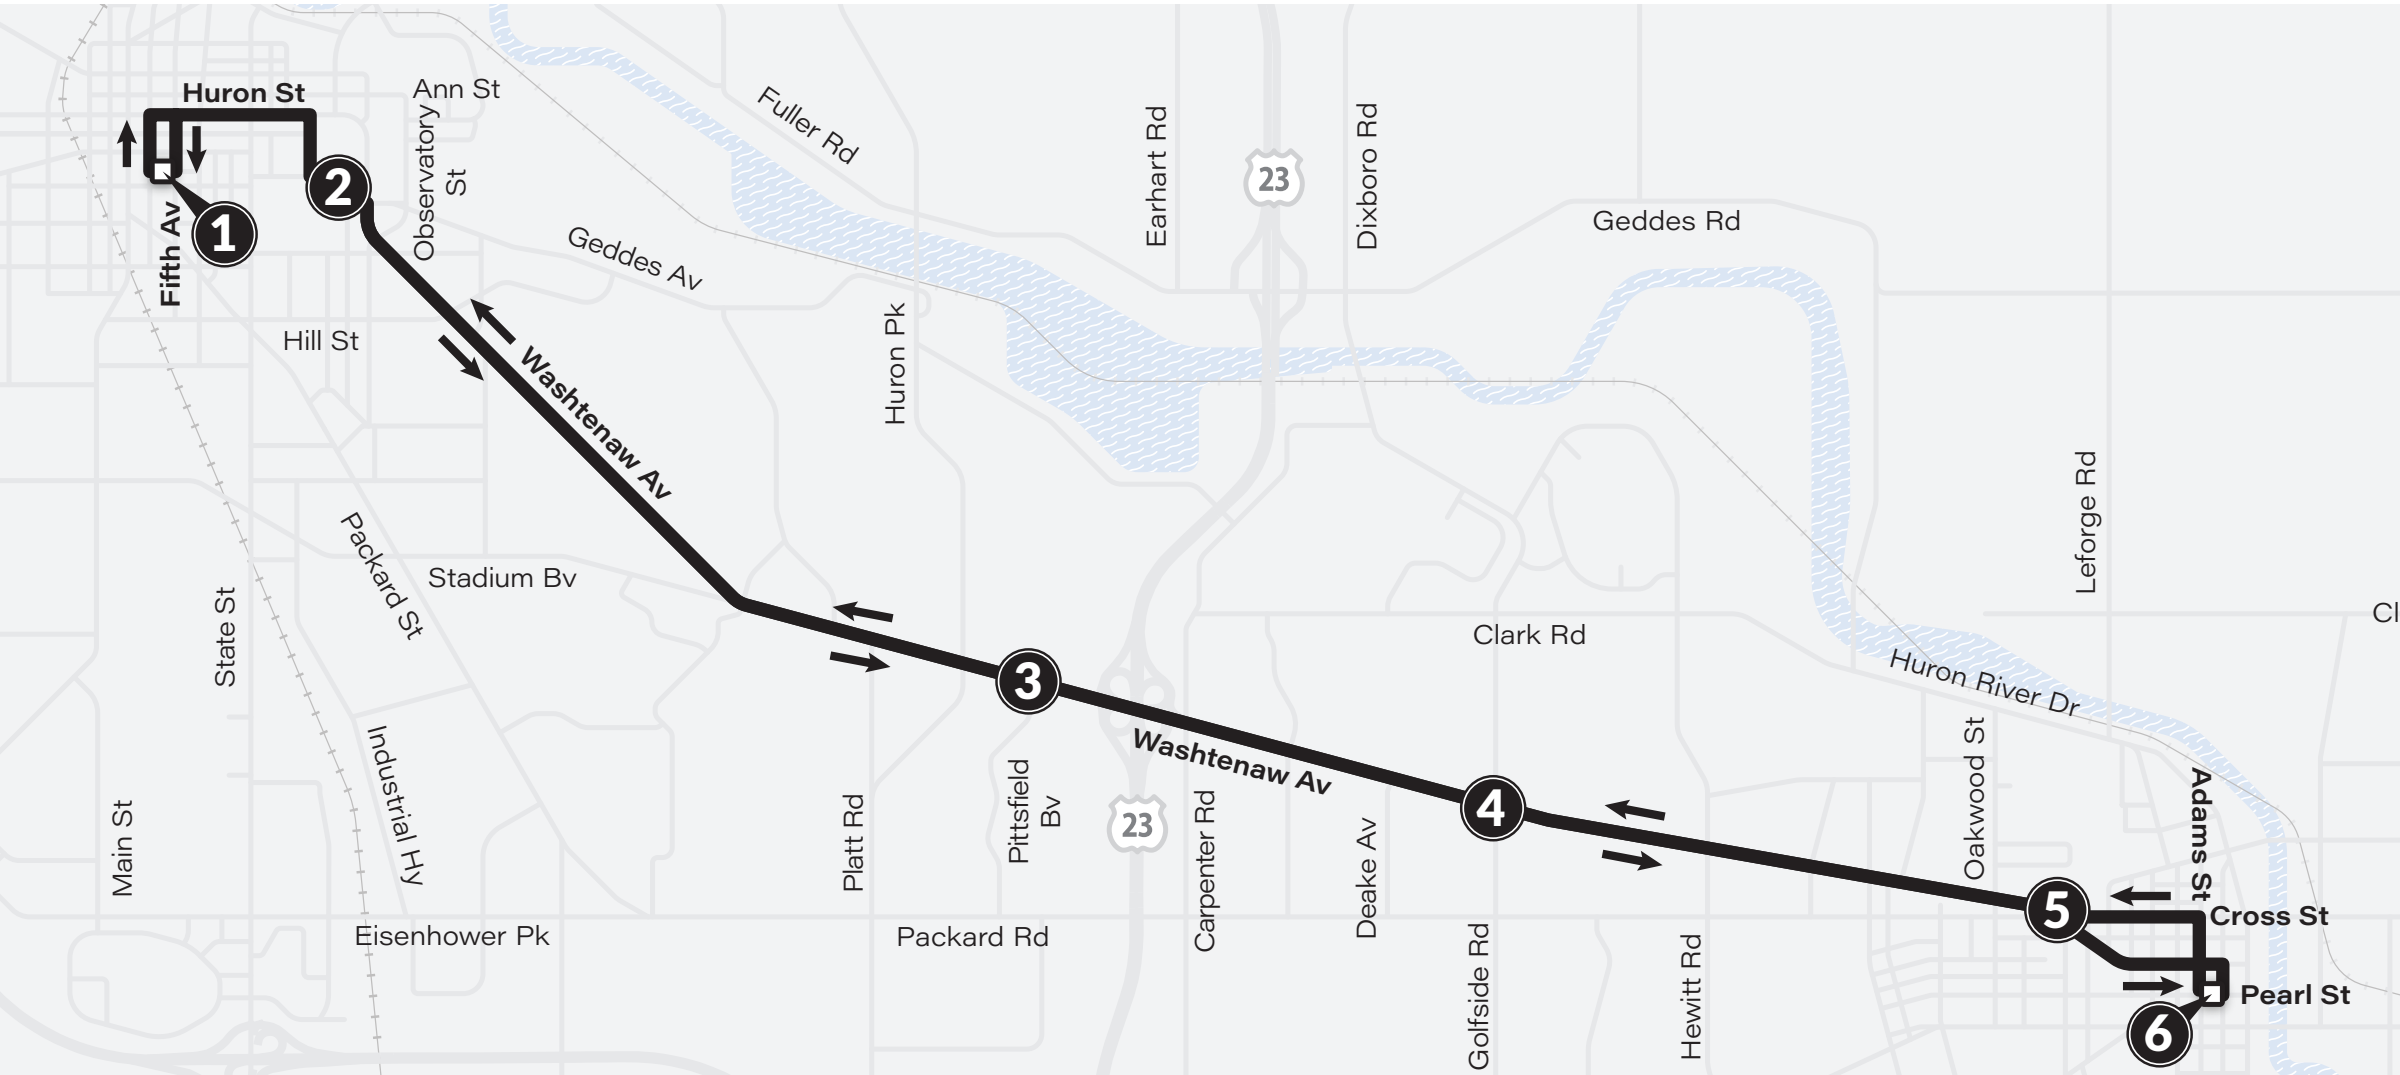 Huron St
Ann St
Observatory
St
Fuller Rd
Earhart Rd
23
Dixboro Rd
Geddes Rd
2
1
Fifth Av
Geddes Av
Hill St
Huron Pk
Washtenaw Av
Leforge Rd
Packard St
Stadium Bv
State St
Cl
Clark Rd
Huron River Dr
3
Washtenaw Av
Industrial Hy
Main St
Platt Rd
Pittsfield
Bv
23
Carpenter Rd
Deake Av
4
Oakwood St
Adams St
5
Cross St
Eisenhower Pk
Packard Rd
Golfside Rd
Hewitt Rd
Pearl St
6